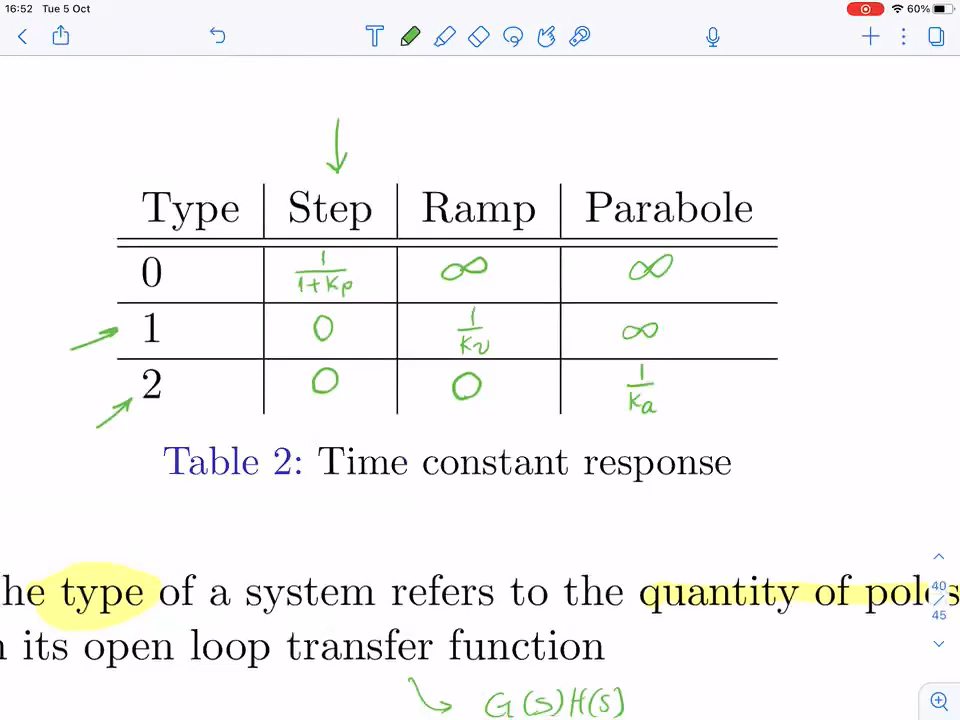 16:52 Tue 5 Oct 60%
Type Step Ramp Parabole
0 1/(1+Kp) ∞ ∞
1 0 1/Kv ∞
2 0 0 1/Ka
Table 2: Time constant response
he type of a system refers to the quantity of poles
n its open loop transfer function
G(s)H(s)
40
45